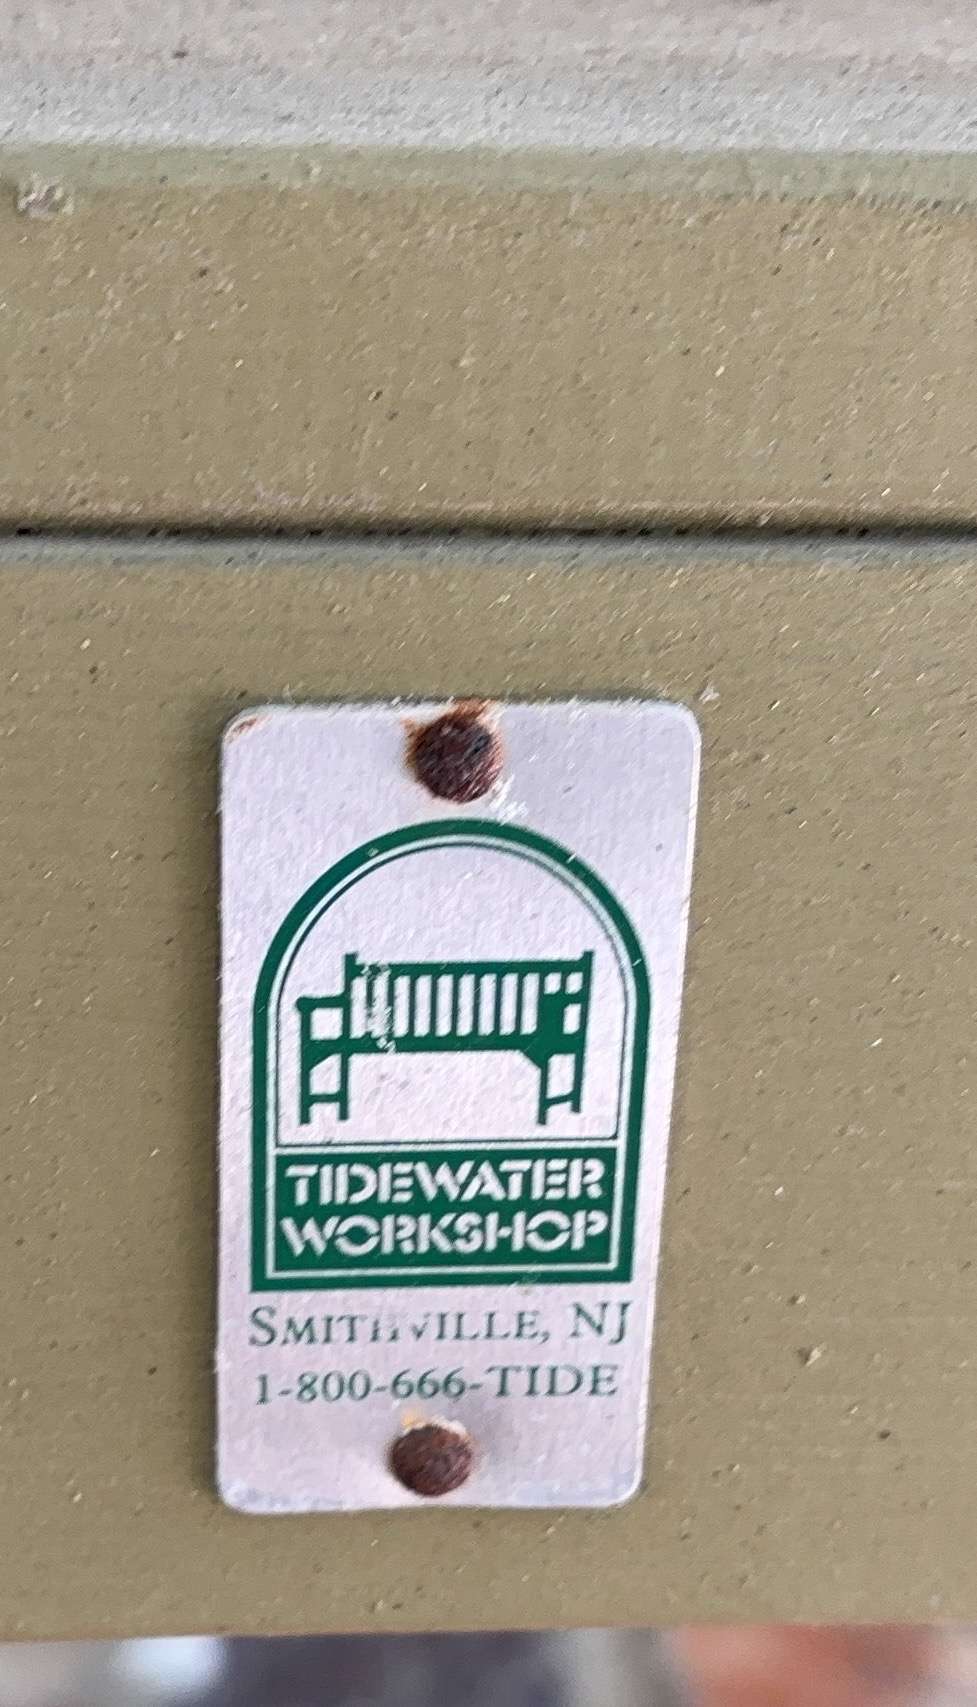 TIDEWATER
WORKSHOP
SMITHVILLE, NJ
1-800-666-TIDE